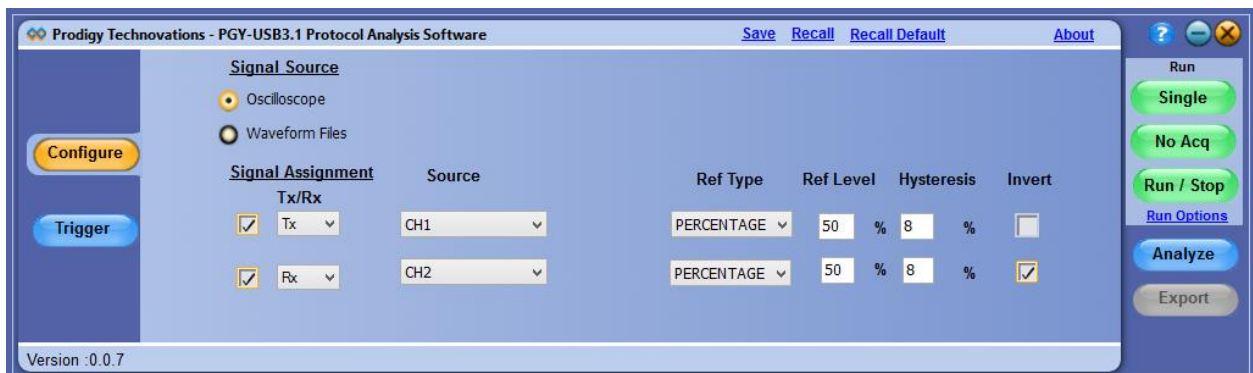 Prodigy Technovations - PGY-USB3.1 Protocol Analysis Software Save Recall Recall Default About ?
Signal Source Run
Oscilloscope Single
Waveform Files No Acq
Configure
Signal Assignment Source Ref Type Ref Level Hysteresis Invert
Tx/Rx Run / Stop
Trigger Tx CH1 PERCENTAGE 50 % 8 % Run Options
Analyze
Rx CH2 PERCENTAGE 50 % 8 %
Export
Version :0.0.7